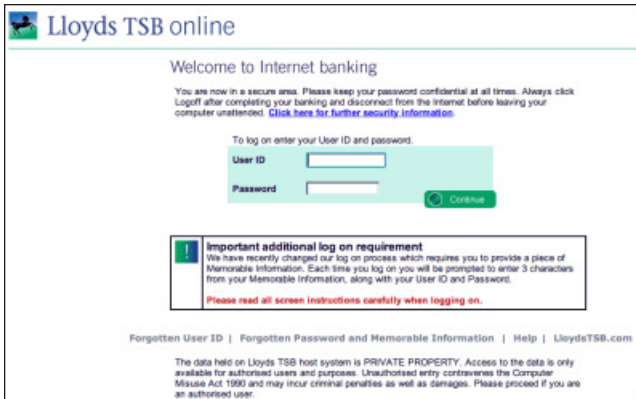 Lloyds TSB online
Welcome to Internet banking
You are now in a secure area. Please keep your password confidential at all times. Always click
Logoff after completing your banking and disconnect from the Internet before leaving your
computer unattended. Click here for further security information.
To log on enter your User ID and password.
User ID
Password
Continue
Important additional log on requirement
We have recently changed our log on process which requires you to provide a piece of
Memorable Information. Each time you log on you will be prompted to enter 3 characters
from your Memorable Information, along with your User ID and Password.
Please read all screen instructions carefully when logging on.
Forgotten User ID | Forgotten Password and Memorable Information | Help | LloydsTSB.com
The data held on Lloyds TSB host system is PRIVATE PROPERTY. Access to the data is only
available for authorised users and purposes. Unauthorised entry contravenes the Computer
Misuse Act 1990 and may incur criminal penalties as well as damages. Please proceed if you are
an authorised user.